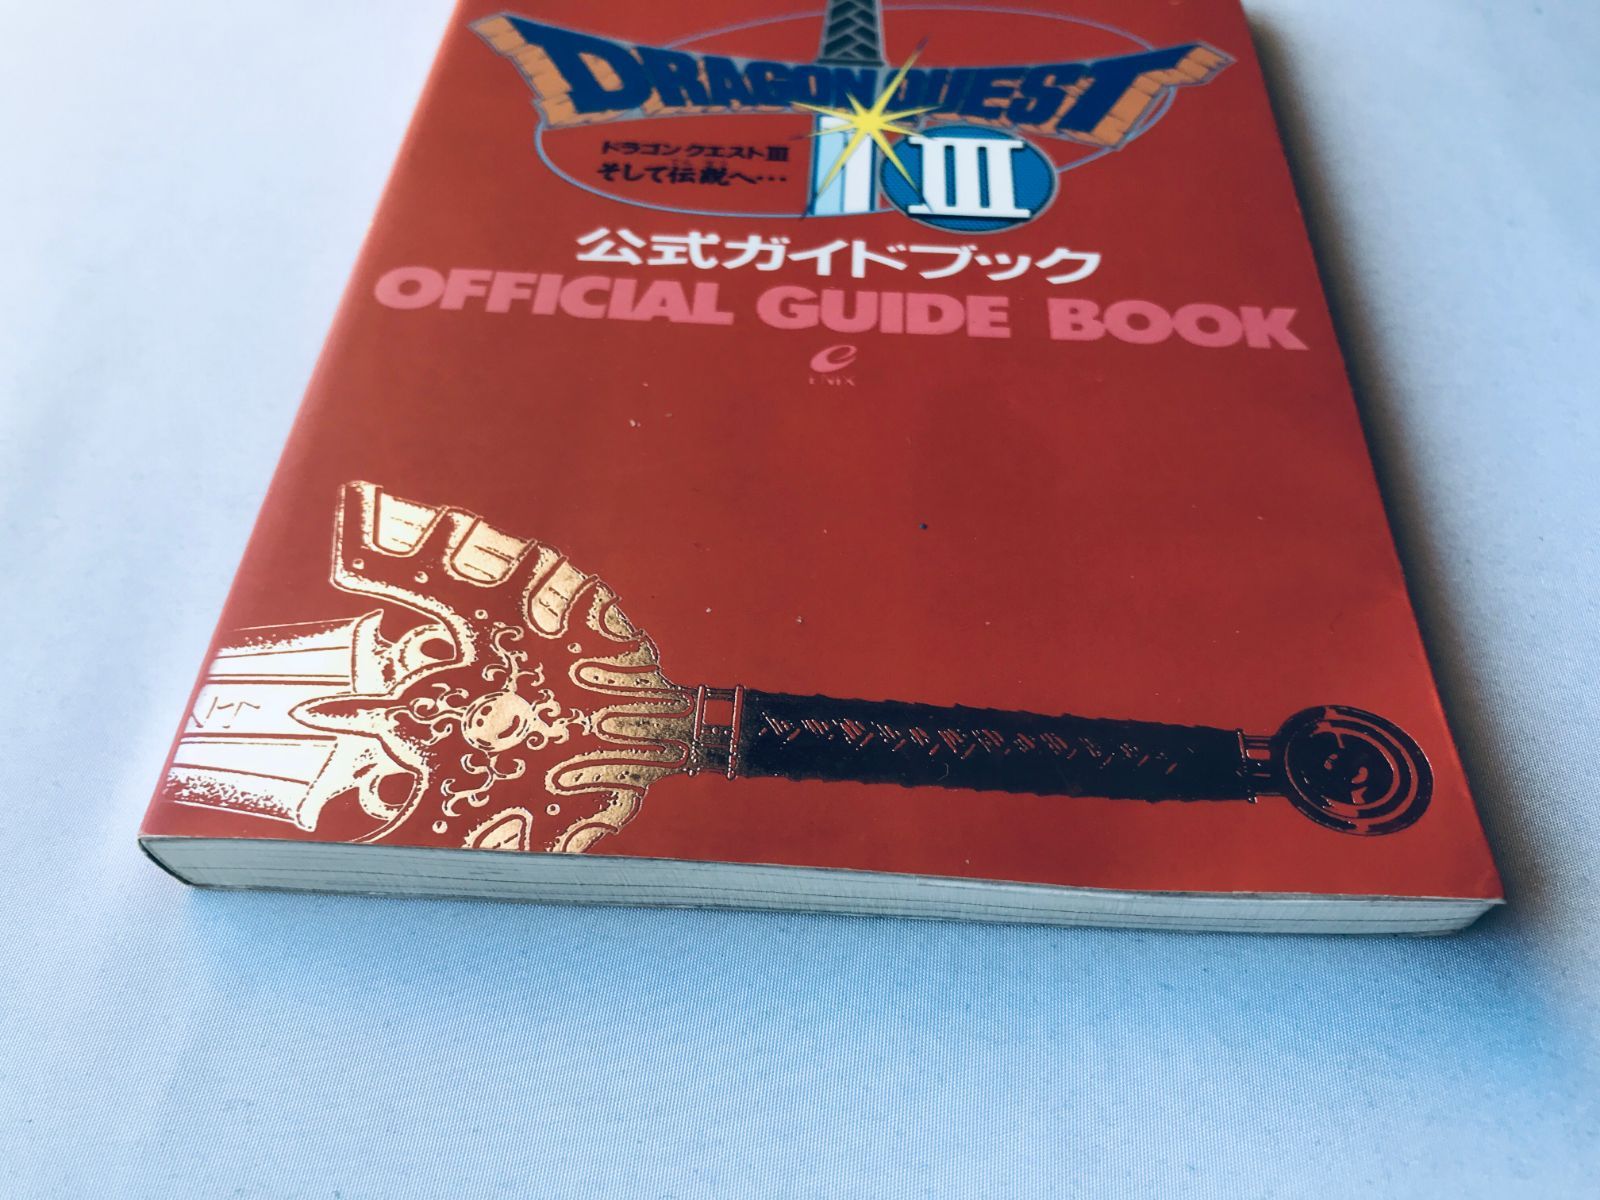 DRAGON QUEST
III
ドラゴンクエストIII
そして伝説へ…
公式ガイドブック
OFFICIAL GUIDE BOOK
ENIX